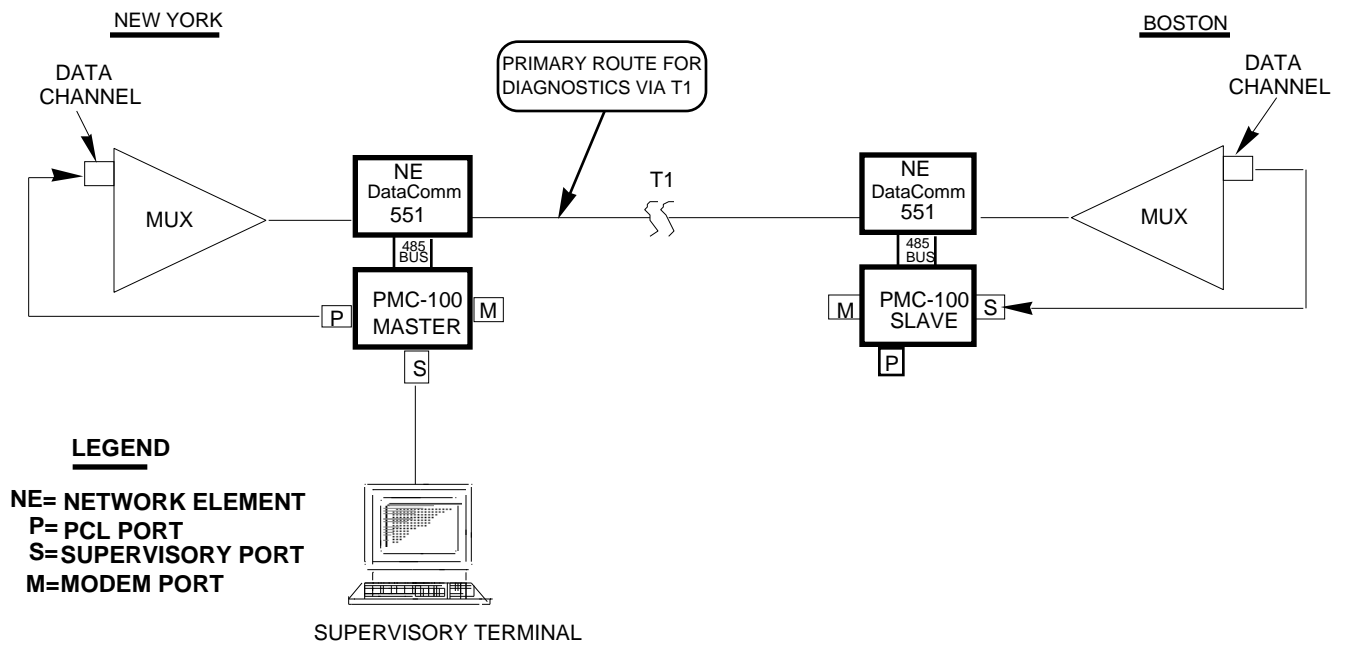 NEW YORK
BOSTON
PRIMARY ROUTE FOR
DIAGNOSTICS VIA T1
DATA
CHANNEL
DATA
CHANNEL
NE
DataComm
551
T1
NE
DataComm
551
MUX
MUX
485
BUS
485
BUS
P
PMC-100
MASTER
M
S
M
PMC-100
SLAVE
S
P
LEGEND
NE= NETWORK ELEMENT
P= PCL PORT
S=SUPERVISORY PORT
M=MODEM PORT
SUPERVISORY TERMINAL